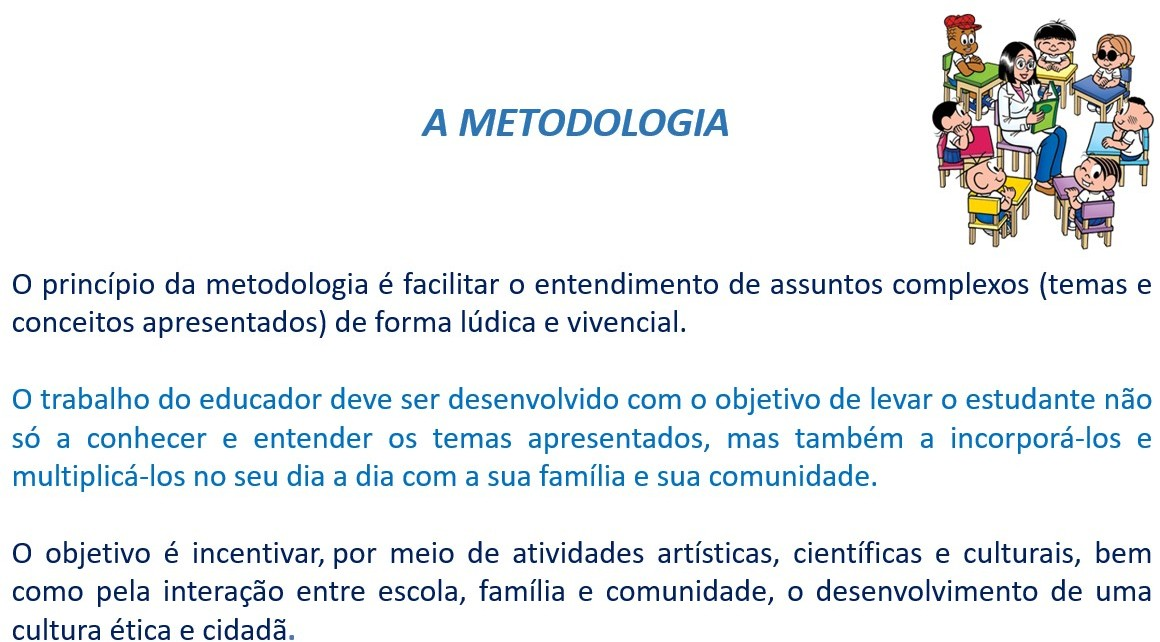 A METODOLOGIA
O princípio da metodologia é facilitar o entendimento de assuntos complexos (temas e
conceitos apresentados) de forma lúdica e vivencial.
O trabalho do educador deve ser desenvolvido com o objetivo de levar o estudante não
só a conhecer e entender os temas apresentados, mas também a incorporá-los e
multiplicá-los no seu dia a dia com a sua família e sua comunidade.
O objetivo é incentivar, por meio de atividades artísticas, científicas e culturais, bem
como pela interação entre escola, família e comunidade, o desenvolvimento de uma
cultura ética e cidadã.